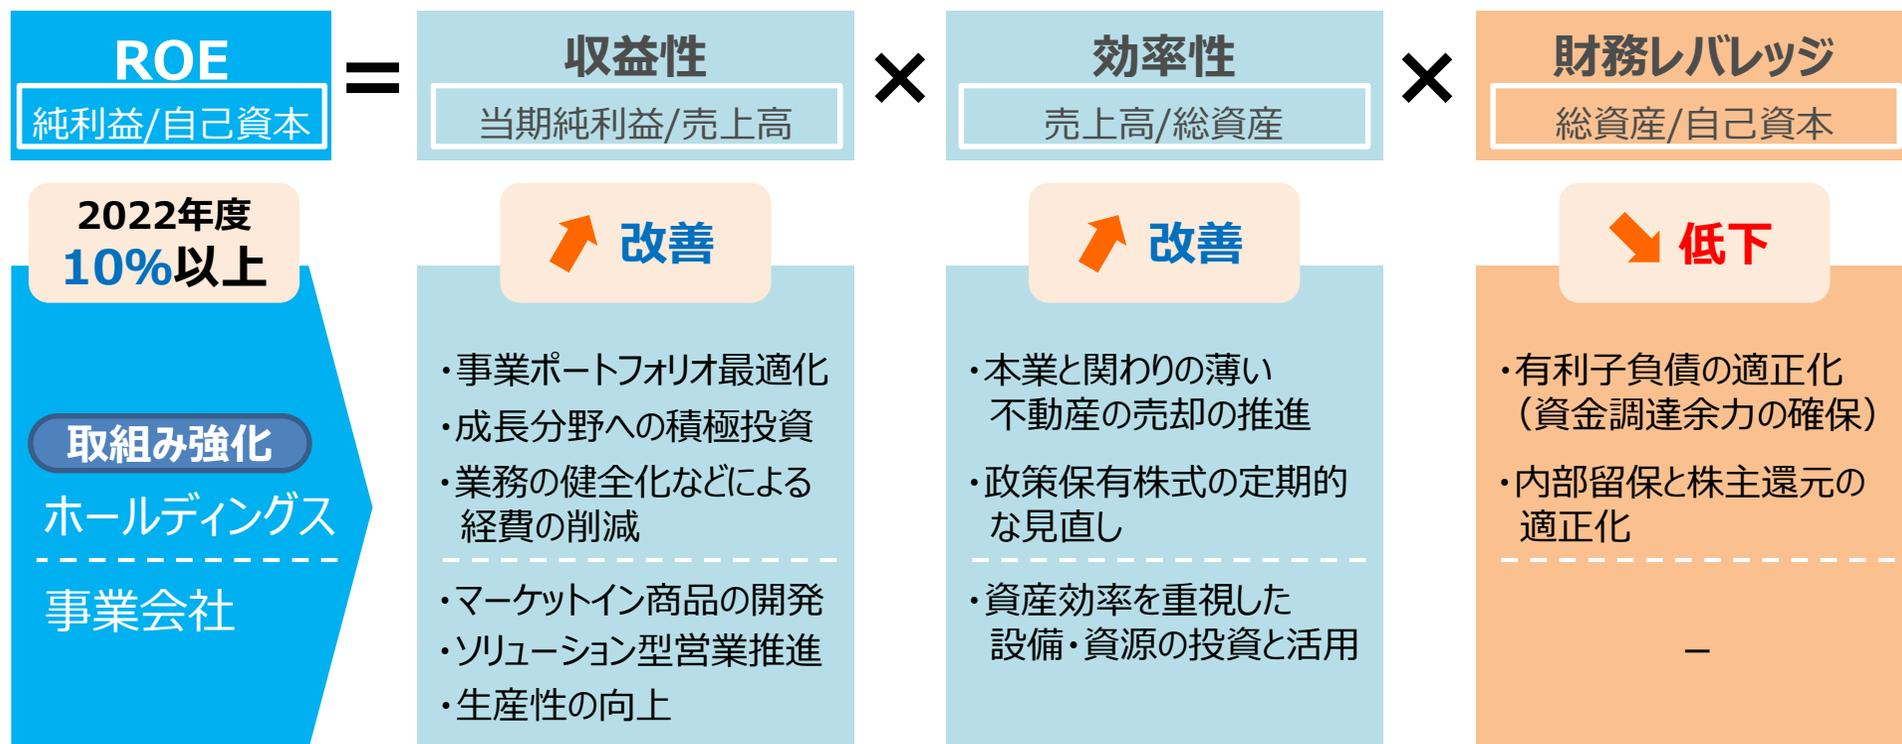 ROE
純利益/自己資本
=
収益性
当期純利益/売上高
×
効率性
売上高/総資産
×
財務レバレッジ
総資産/自己資本
2022年度
10%以上
改善
改善
低下
取組み強化
ホールディングス
・事業ポートフォリオ最適化
・成長分野への積極投資
・業務の健全化などによる
経費の削減
・本業と関わりの薄い
不動産の売却の推進
・政策保有株式の定期的
な見直し
・有利子負債の適正化
（資金調達余力の確保）
・内部留保と株主還元の
適正化
事業会社
・マーケットイン商品の開発
・ソリューション型営業推進
・生産性の向上
・資産効率を重視した
設備・資源の投資と活用
–